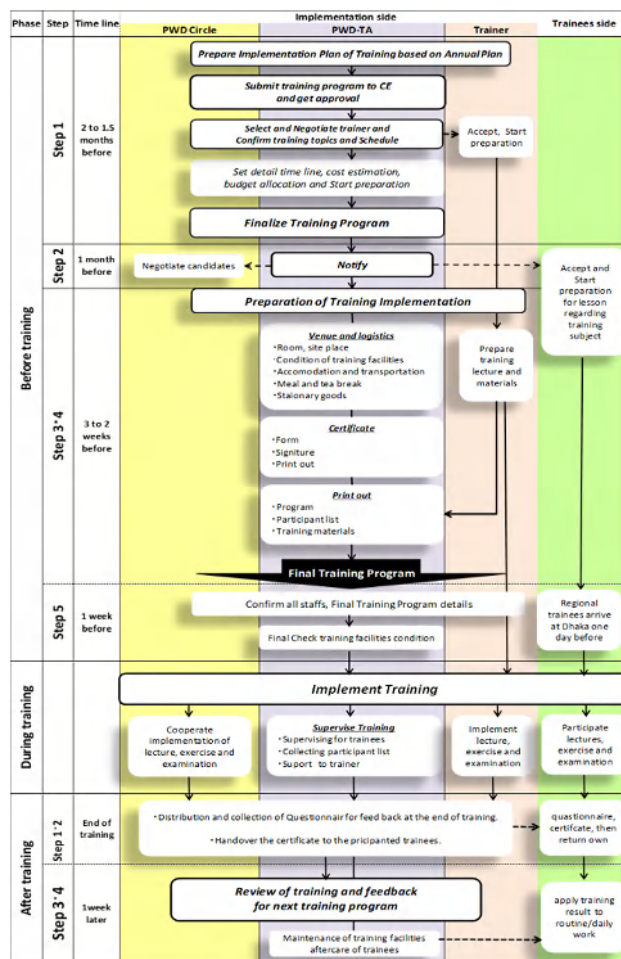 Implementation side
Phase Step Time line PWD Circle PWD-TA Trainer Trainees side
Before training
Step 1
2 to 1.5
months
before
Prepare Implementation Plan of Training based on Annual Plan
Submit training program to CE
and get approval
Select and Negotiate trainer and
Confirm training topics and Schedule
Accept, Start
preparation
Set detail time line, cost estimation,
budget allocation and Start preparation
Finalize Training Program
Step 2
1 month
before
Negotiate candidates
Notify
Accept and
Start
preparation
for lesson
regarding
training
subject
Step 3・4
3 to 2
weeks
before
Preparation of Training Implementation
Venue and logistics
・Room, site place
・Condition of training facilities
・Accomodation and transportation
・Meal and tea break
・Staionary goods
Prepare
training
lecture and
materials
Certificate
・Form
・Signiture
・Print out
Print out
・Program
・Participant list
・Training materials
Final Training Program
Step 5
1 week
before
Confirm all staffs, Final Training Program details
Final Check training facilities condition
Regional
trainees arrive
at Dhaka one
day before
During training
Implement Training
Cooperate
implementation of
lecture, exercise and
examination
Supervise Training
・Supervising for trainees
・Collecting participant list
・Suport to trainer
Implement
lecture,
exercise and
examination
Participate
lectures,
exercise and
examination
After training
Step 1・2
End of
training
・Distribution and collection of Questionnair for feed back at the end of training.
・Handover the certificate to the pricipanted trainees.
quastionnaire,
certifcate, then
return own
Step 3・4
1week
later
Review of training and feedback
for next training program
Maintenance of training facilities
aftercare of trainees
apply training
result to
routine/daily
work